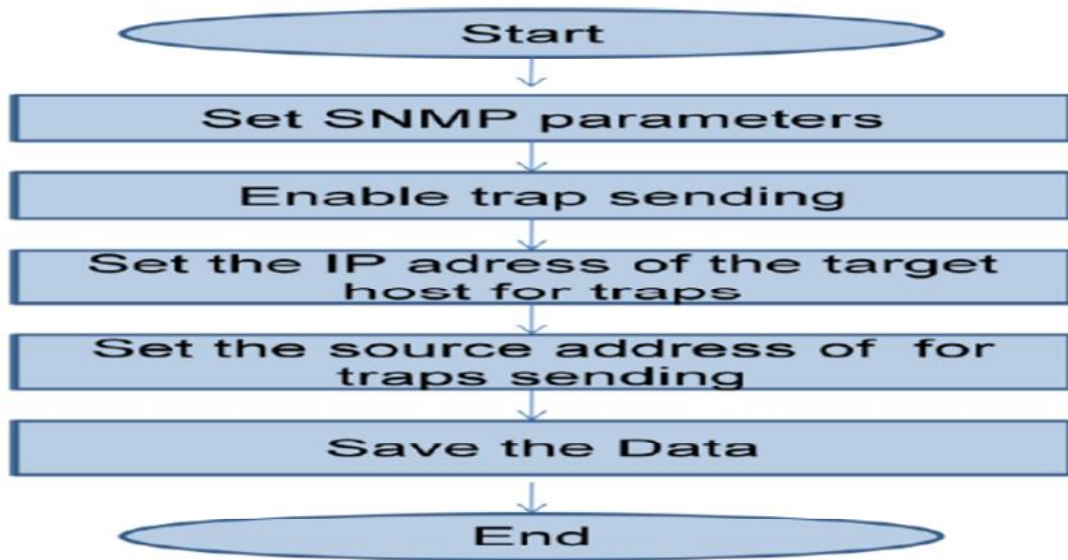 Start
Set SNMP parameters
Enable trap sending
Set the IP adress of the target
host for traps
Set the source address of for
traps sending
Save the Data
End